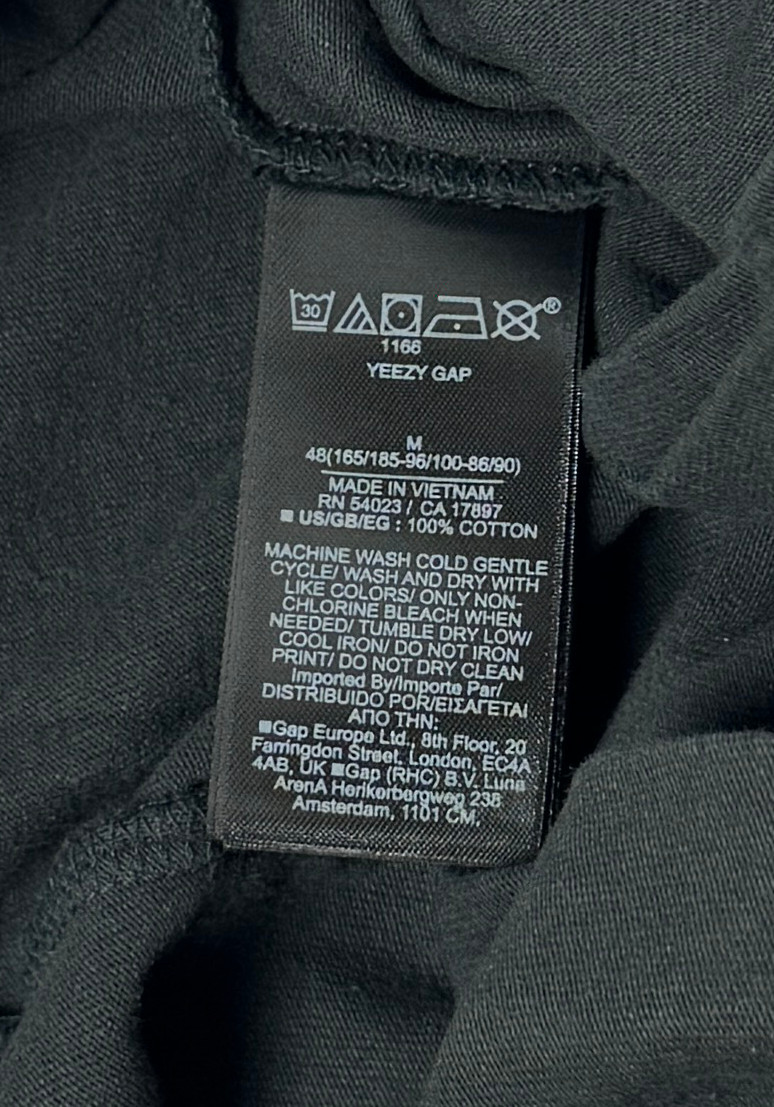 30 ®
1166
YEEZY GAP
M
48(165/185-96/100-86/90)
MADE IN VIETNAM
RN 54023 / CA 17897
■ US/GB/EG : 100% COTTON
MACHINE WASH COLD GENTLE
CYCLE/ WASH AND DRY WITH
LIKE COLORS/ ONLY NON-
CHLORINE BLEACH WHEN
NEEDED/ TUMBLE DRY LOW/
COOL IRON/ DO NOT IRON
PRINT/ DO NOT DRY CLEAN
Imported By/Importe Par/
DISTRIBUIDO POR/ΕΙΣΑΓΕΤΑΙ
ΑΠΟ ΤΗΝ:
■Gap Europe Ltd., 8th Floor, 20
Farringdon Street, London, EC4A
4AB, UK ■Gap (RHC) B.V. Luna
ArenA Herikerbergweg 238
Amsterdam, 1101 CM,